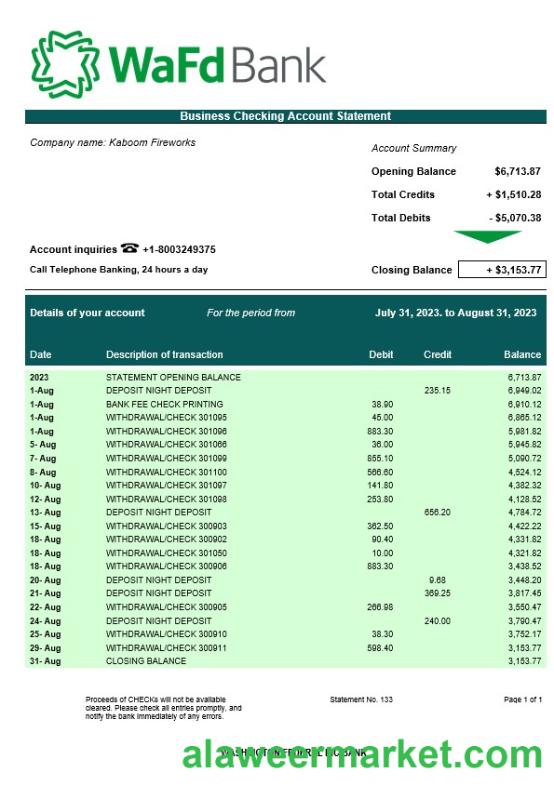 WaFd Bank
Business Checking Account Statement
Company name: Kaboom Fireworks
Account Summary
Opening Balance $6,713.87
Total Credits + $1,510.28
Total Debits - $5,070.38
Account inquiries ☎ +1-8003249375
Call Telephone Banking, 24 hours a day
Closing Balance + $3,153.77
Details of your account For the period from July 31, 2023. to August 31, 2023
Date Description of transaction Debit Credit Balance
2023 STATEMENT OPENING BALANCE 6,713.87
1-Aug DEPOSIT NIGHT DEPOSIT 235.15 6,949.02
1-Aug BANK FEE CHECK PRINTING 38.90 6,910.12
1-Aug WITHDRAWAL/CHECK 301095 45.00 6,865.12
1-Aug WITHDRAWAL/CHECK 301096 883.30 5,981.82
5- Aug WITHDRAWAL/CHECK 301066 36.00 5,945.82
7- Aug WITHDRAWAL/CHECK 301099 855.10 5,090.72
8- Aug WITHDRAWAL/CHECK 301100 566.60 4,524.12
10- Aug WITHDRAWAL/CHECK 301097 141.80 4,382.32
12- Aug WITHDRAWAL/CHECK 301098 253.80 4,128.52
13- Aug DEPOSIT NIGHT DEPOSIT 656.20 4,784.72
15- Aug WITHDRAWAL/CHECK 300903 362.50 4,422.22
18- Aug WITHDRAWAL/CHECK 300902 90.40 4,331.82
18- Aug WITHDRAWAL/CHECK 301050 10.00 4,321.82
18- Aug WITHDRAWAL/CHECK 300906 883.30 3,438.52
20- Aug DEPOSIT NIGHT DEPOSIT 9.68 3,448.20
21- Aug DEPOSIT NIGHT DEPOSIT 369.25 3,817.45
22- Aug WITHDRAWAL/CHECK 300905 266.98 3,550.47
24- Aug DEPOSIT NIGHT DEPOSIT 240.00 3,790.47
25- Aug WITHDRAWAL/CHECK 300910 38.30 3,752.17
29- Aug WITHDRAWAL/CHECK 300911 598.40 3,153.77
31- Aug CLOSING BALANCE 3,153.77
Proceeds of CHECKs will not be available Statement No. 133 Page 1 of 1
cleared. Please check all entries promptly, and
notify the bank immediately of any errors.
alaweermarket.com